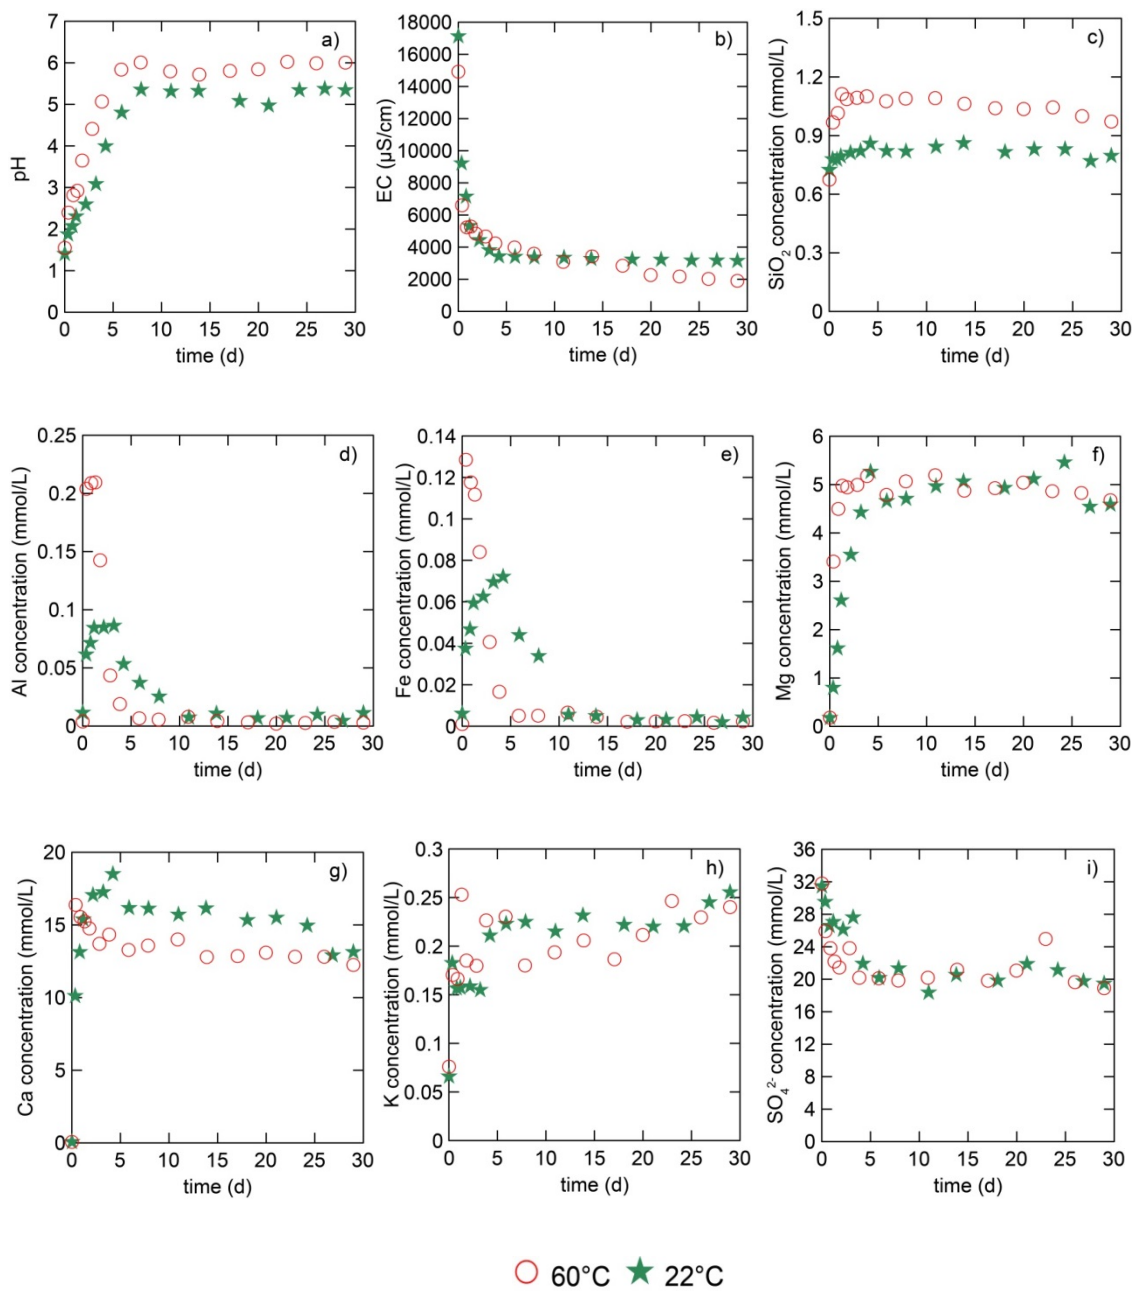 a)
pH
7
6
5
4
3
2
1
0
0 5 10 15 20 25 30
time (d)
b)
EC (µS/cm)
18000
16000
14000
12000
10000
8000
6000
4000
2000
0
0 5 10 15 20 25 30
time (d)
c)
SiO₂ concentration (mmol/L)
1.5
1.2
0.9
0.6
0.3
0
0 5 10 15 20 25 30
time (d)
d)
Al concentration (mmol/L)
0.25
0.2
0.15
0.1
0.05
0
0 5 10 15 20 25 30
time (d)
e)
Fe concentration (mmol/L)
0.14
0.12
0.1
0.08
0.06
0.04
0.02
0
0 5 10 15 20 25 30
time (d)
f)
Mg concentration (mmol/L)
6
5
4
3
2
1
0
0 5 10 15 20 25 30
time (d)
g)
Ca concentration (mmol/L)
20
15
10
5
0
0 5 10 15 20 25 30
time (d)
h)
K concentration (mmol/L)
0.3
0.25
0.2
0.15
0.1
0.05
0
0 5 10 15 20 25 30
time (d)
i)
SO₄²⁻ concentration (mmol/L)
36
32
28
24
20
16
12
8
4
0
0 5 10 15 20 25 30
time (d)
60°C 22°C